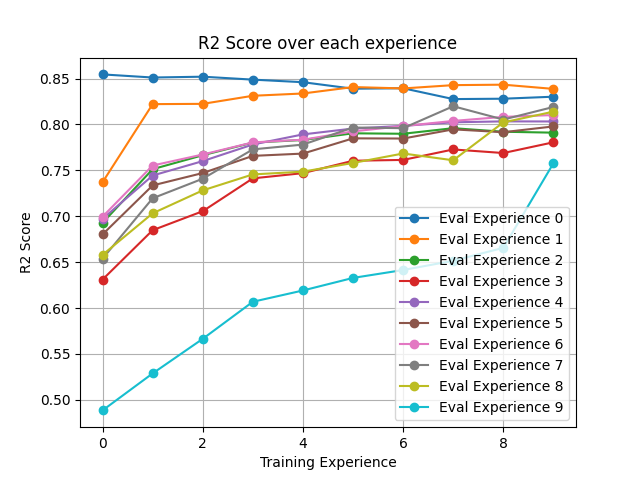 R2 Score over each experience
R2 Score
0.85
0.80
0.75
0.70
0.65
0.60
0.55
0.50
Eval Experience 0
Eval Experience 1
Eval Experience 2
Eval Experience 3
Eval Experience 4
Eval Experience 5
Eval Experience 6
Eval Experience 7
Eval Experience 8
Eval Experience 9
0 2 4 6 8
Training Experience